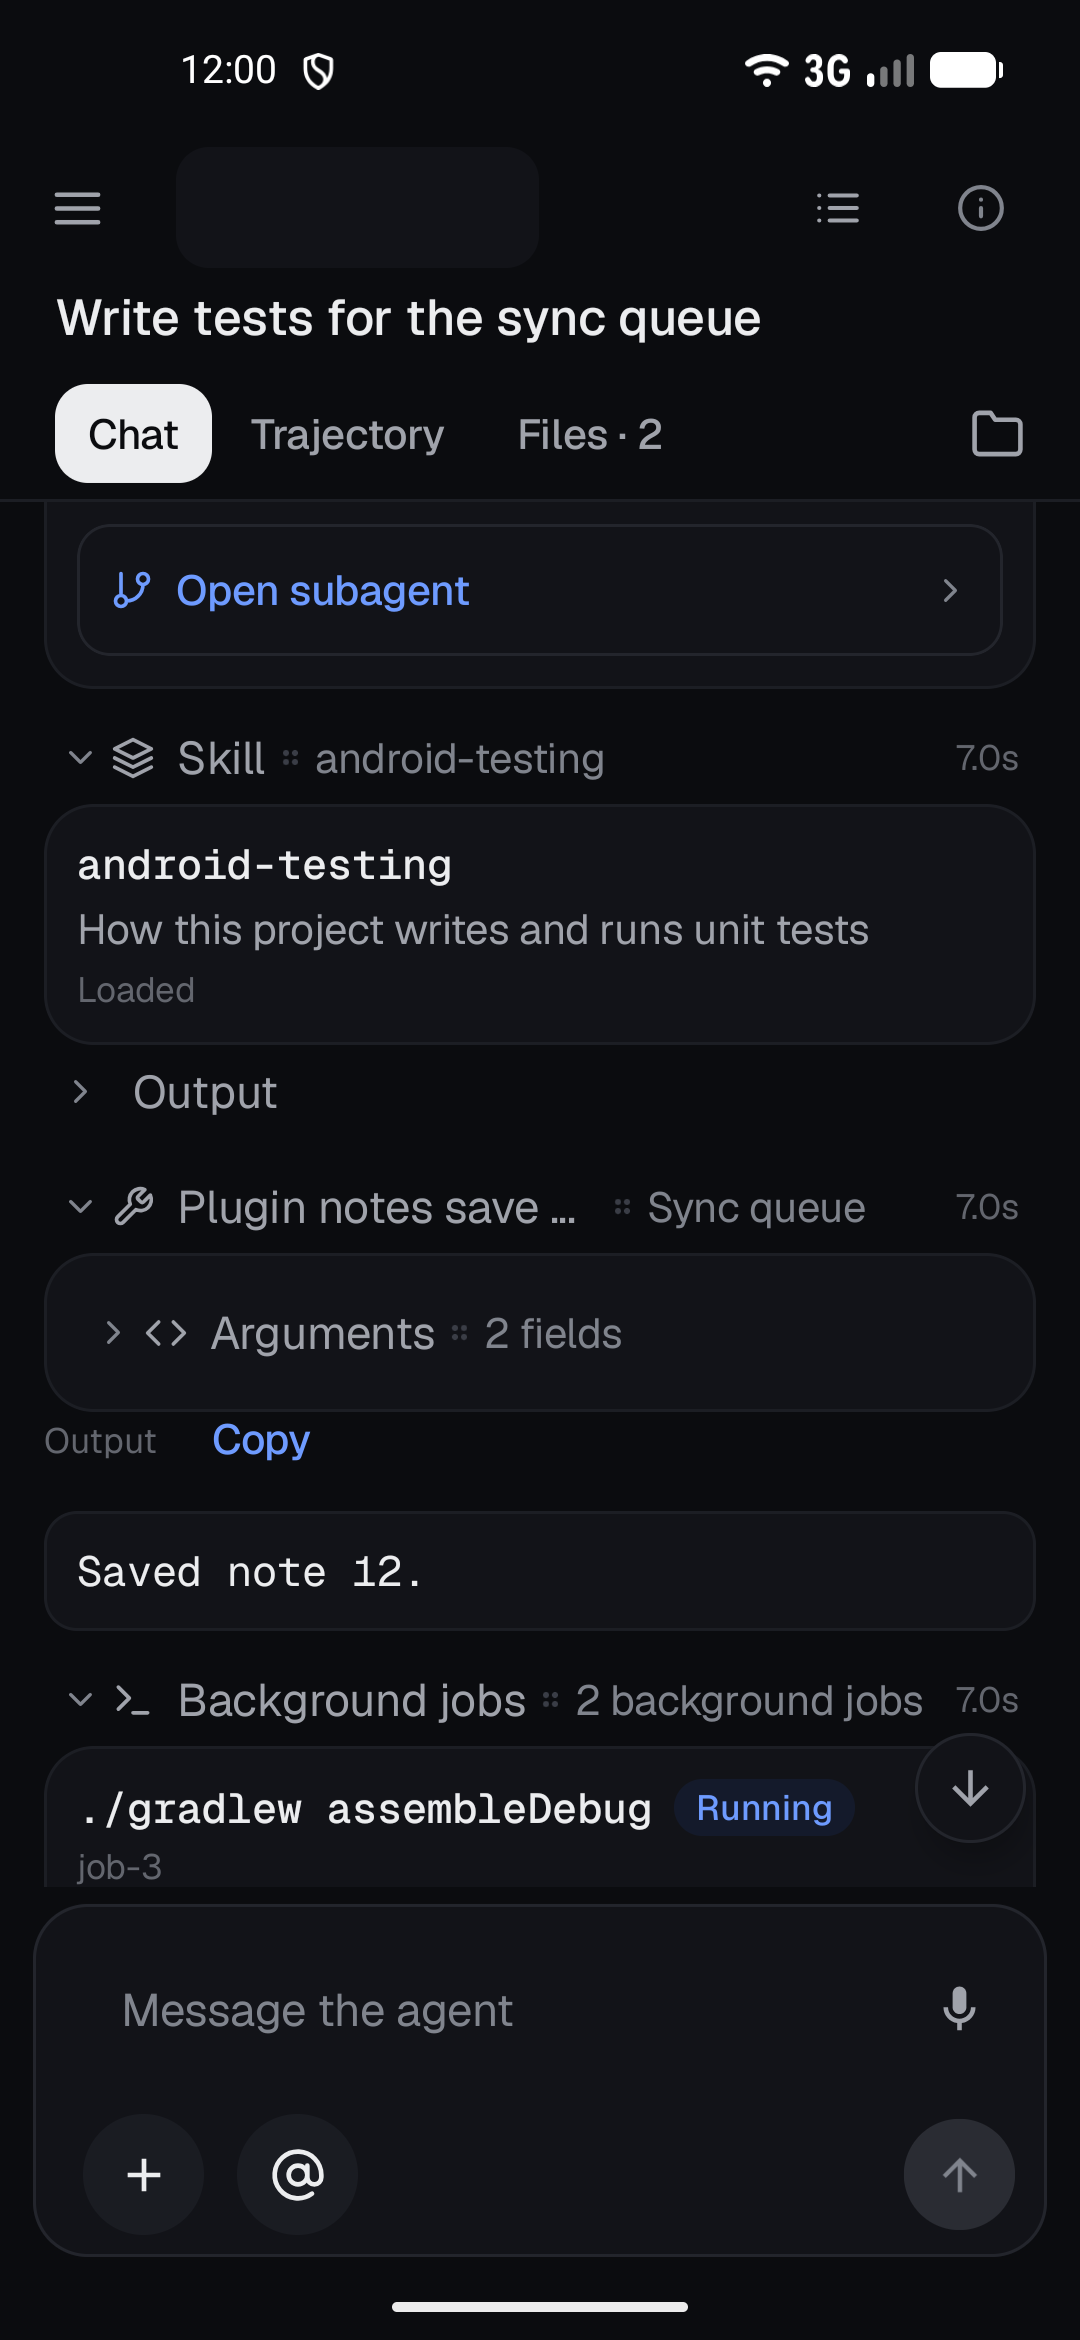 12:00
3G
Write tests for the sync queue
Chat
Trajectory
Files · 2
Open subagent
Skill
android-testing
7.0s
android-testing
How this project writes and runs unit tests
Loaded
Output
Plugin notes save …
Sync queue
7.0s
Arguments
2 fields
Output
Copy
Saved note 12.
Background jobs
2 background jobs
7.0s
./gradlew assembleDebug
Running
job-3
Message the agent